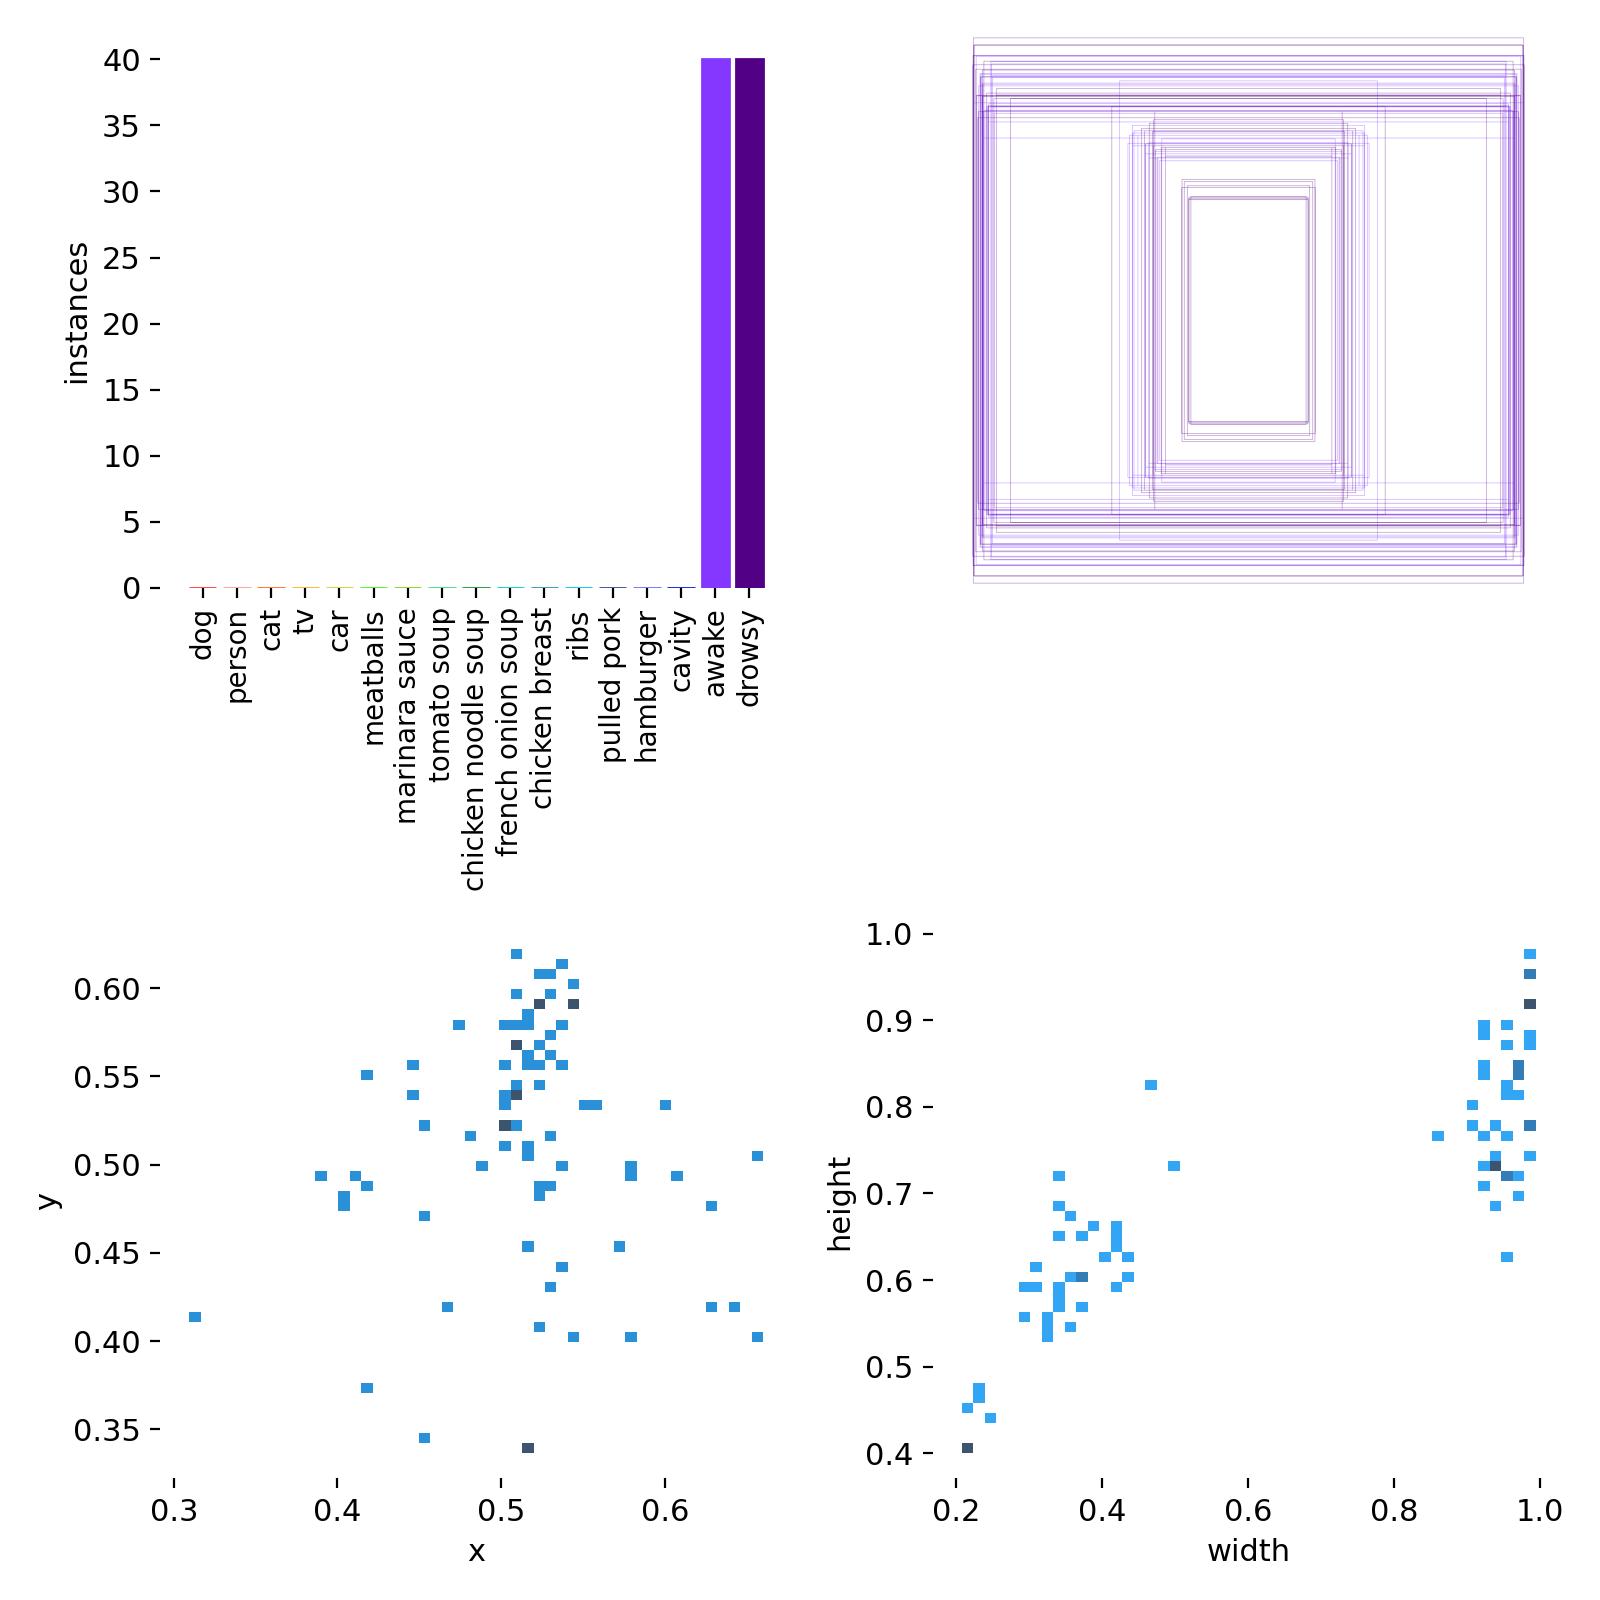 40
35
30
25
20
15
10
5
0
instances
dog
person
cat
tv
car
meatballs
marinara sauce
tomato soup
chicken noodle soup
french onion soup
chicken breast
ribs
pulled pork
hamburger
cavity
awake
drowsy
0.60
0.55
0.50
0.45
0.40
0.35
y
0.3 0.4 0.5 0.6
x
1.0
0.9
0.8
0.7
0.6
0.5
0.4
height
0.2 0.4 0.6 0.8 1.0
width